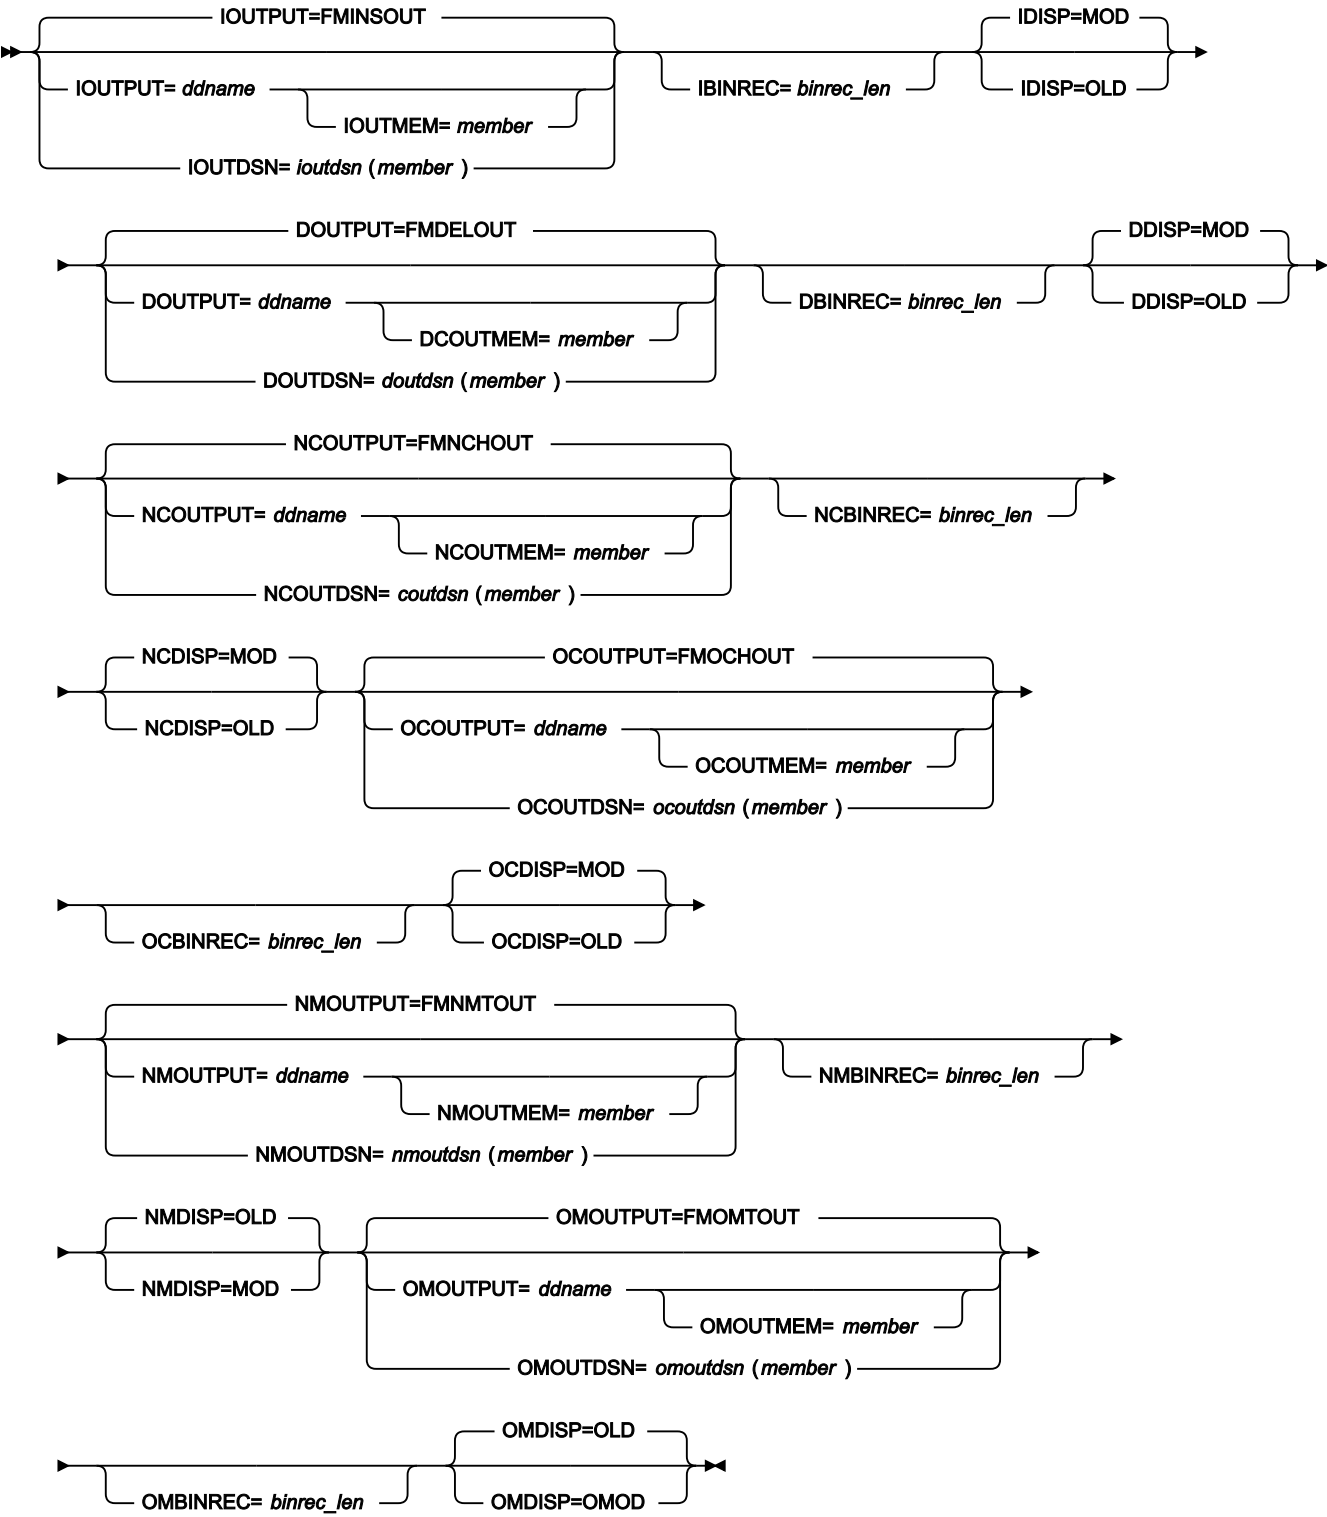 IOUTPUT=FMINSOUT
IDISP=MOD
IOUTPUT= ddname
IBINREC= binrec_len
IDISP=OLD
IOUTMEM= member
IOUTDSN= ioutdsn (member )
DOUTPUT=FMDELOUT
DDISP=MOD
DOUTPUT= ddname
DBINREC= binrec_len
DDISP=OLD
DCOUTMEM= member
DOUTDSN= doutdsn (member )
NCOUTPUT=FMNCHOUT
NCOUTPUT= ddname
NCBINREC= binrec_len
NCOUTMEM= member
NCOUTDSN= coutdsn (member )
NCDISP=MOD
OCOUTPUT=FMOCHOUT
NCDISP=OLD
OCOUTPUT= ddname
OCOUTMEM= member
OCOUTDSN= ocoutdsn (member )
OCDISP=MOD
OCBINREC= binrec_len
OCDISP=OLD
NMOUTPUT=FMNMTOUT
NMOUTPUT= ddname
NMBINREC= binrec_len
NMOUTMEM= member
NMOUTDSN= nmoutdsn (member )
NMDISP=OLD
OMOUTPUT=FMOMTOUT
NMDISP=MOD
OMOUTPUT= ddname
OMOUTMEM= member
OMOUTDSN= omoutdsn (member )
OMDISP=OLD
OMBINREC= binrec_len
OMDISP=OMOD